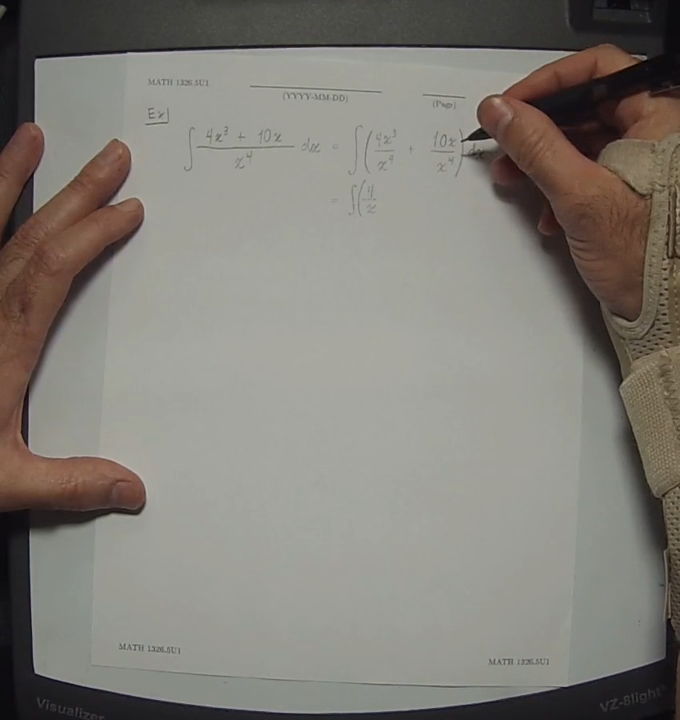 MATH 1326.5U1
(YYYY-MM-DD) (Page)
Ex1
∫ (4x³ + 10x)/x⁴ dx = ∫(4x³/x⁴ + 10x/x⁴) dx
= ∫(4/x
MATH 1326.5U1
MATH 1326.5U1
Visualizer
VZ-8light